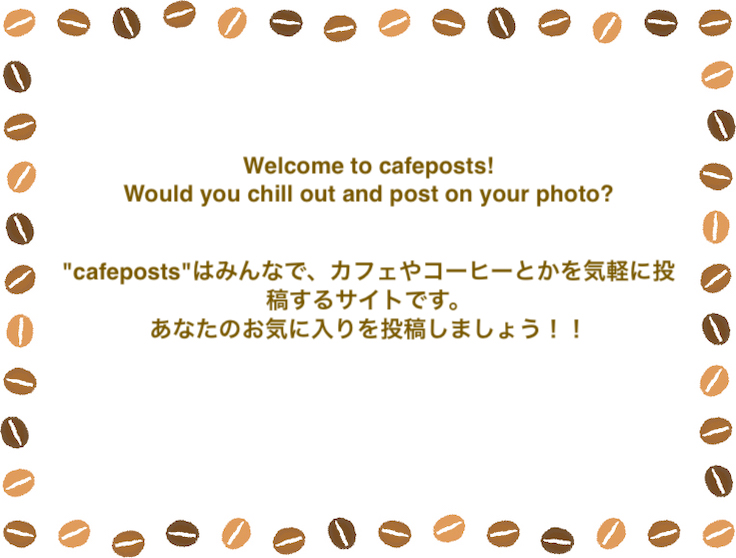 Welcome to cafeposts!
Would you chill out and post on your photo?
"cafeposts"はみんなで、カフェやコーヒーとかを気軽に投
稿するサイトです。
あなたのお気に入りを投稿しましょう！！